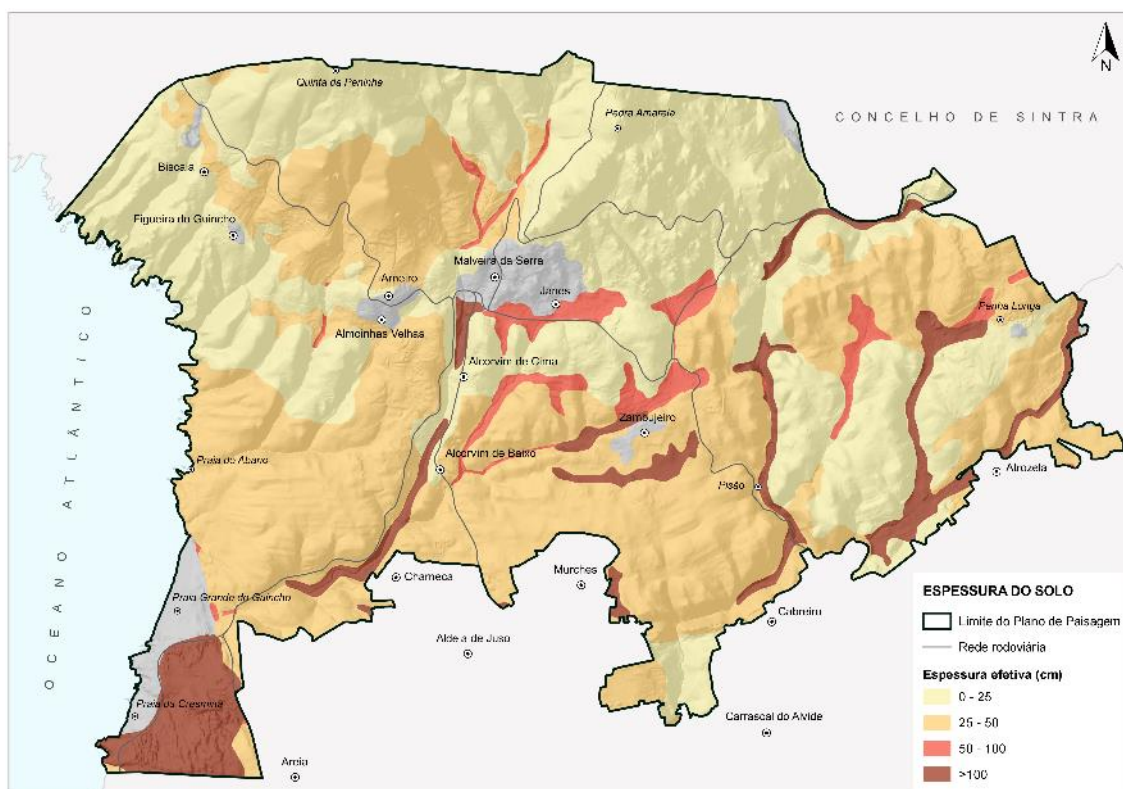 N
CONCELHO DE SINTRA
Quinta da Peninha
Pedra Amarela
Biscaia
Figueira do Guincho
Malveira da Serra
Arneiro
Janes
Almoinhas Velhas
Penha Longa
Alcorvim de Cima
Zambujeiro
Alcorvim de Baixo
Praia do Abano
Atrozela
Pisão
OCEANO ATLÂNTICO
Charneca
Murches
Praia Grande do Guincho
Cabreiro
Aldeia de Juso
Praia da Cresmina
Carrascal do Alvide
Areia
ESPESSURA DO SOLO
Limite do Plano de Paisagem
Rede rodoviária
Espessura efetiva (cm)
0 - 25
25 - 50
50 - 100
>100